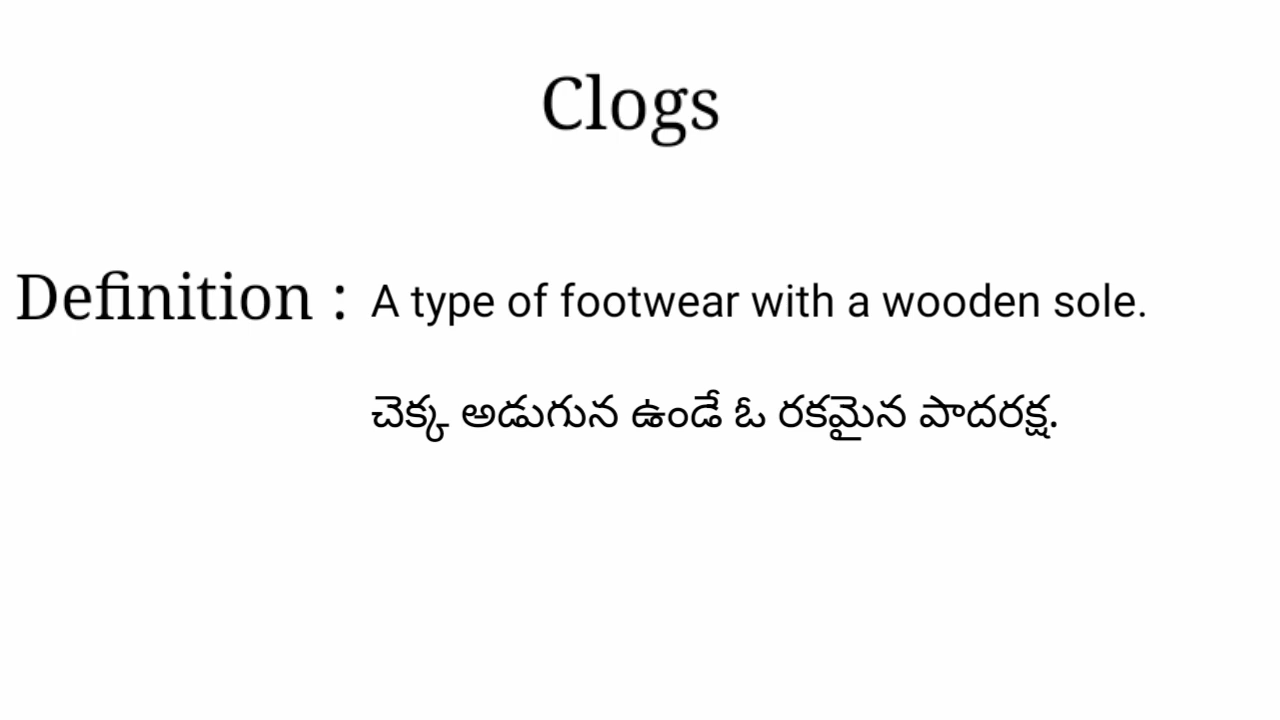 Clogs
Definition : A type of footwear with a wooden sole.
చెక్క అడుగున ఉండే ఓ రకమైన పాదరక్ష.